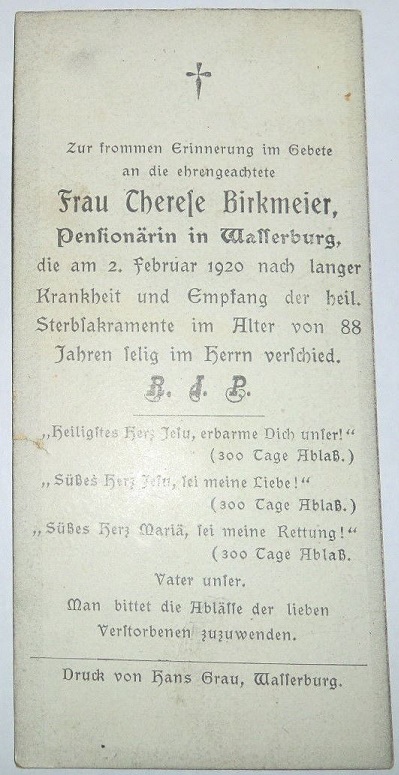 Zur frommen Erinnerung im Gebete
an die ehrengeachtete
Frau Thereſe Birkmeier,
Penſionärin in Waſſerburg,
die am 2. Februar 1920 nach langer
Krankheit und Empfang der heil.
Sterbſakramente im Alter von 88
Jahren ſelig im Herrn verſchied.
R. J. P.
„Heiligſtes Herz Jeſu, erbarme Dich unſer!“
(300 Tage Ablaß.)
„Süßes Herz Jeſu, ſei meine Liebe!“
(300 Tage Ablaß.)
„Süßes Herz Mariä, ſei meine Rettung!“
(300 Tage Ablaß.
Vater unſer.
Man bittet die Abläſſe der lieben
Verſtorbenen zuzuwenden.
Druck von Hans Grau, Waſſerburg.